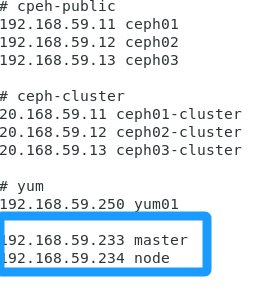 # cpeh-public
192.168.59.11 ceph01
192.168.59.12 ceph02
192.168.59.13 ceph03
# ceph-cluster
20.168.59.11 ceph01-cluster
20.168.59.12 ceph02-cluster
20.168.59.13 ceph03-cluster
# yum
192.168.59.250 yum01
192.168.59.233 master
192.168.59.234 node